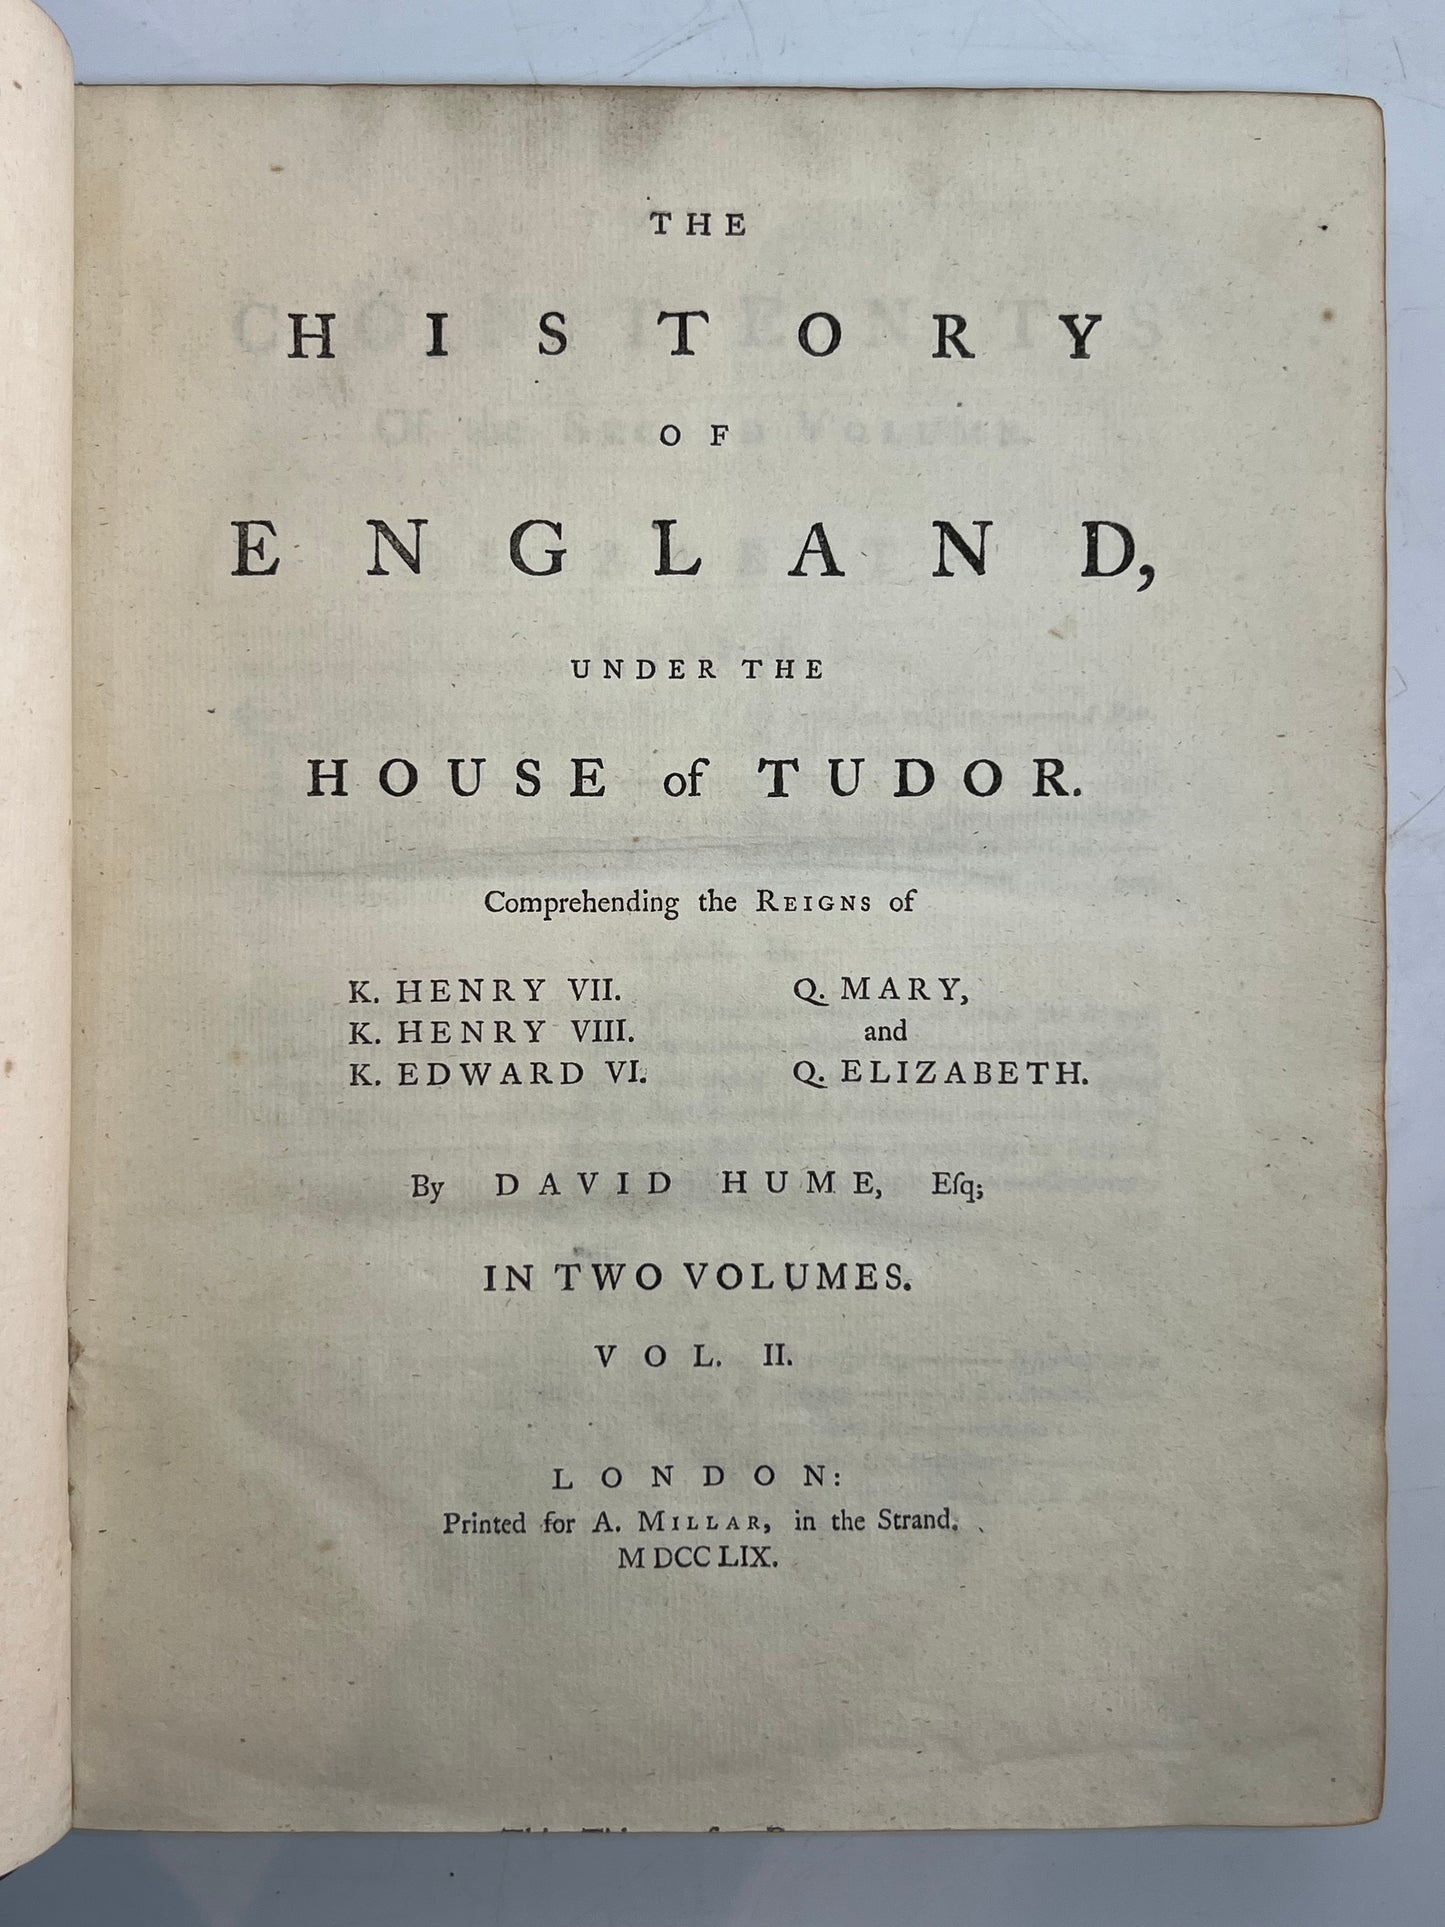 THE
HISTORY
OF
ENGLAND,
UNDER THE
HOUSE of TUDOR.
Comprehending the REIGNS of
K. HENRY VII.
K. HENRY VIII.
K. EDWARD VI.
Q. MARY,
and
Q. ELIZABETH.
By DAVID HUME, Eſq;
IN TWO VOLUMES.
VOL. II.
LONDON:
Printed for A. MILLAR, in the Strand.
M DCC LIX.